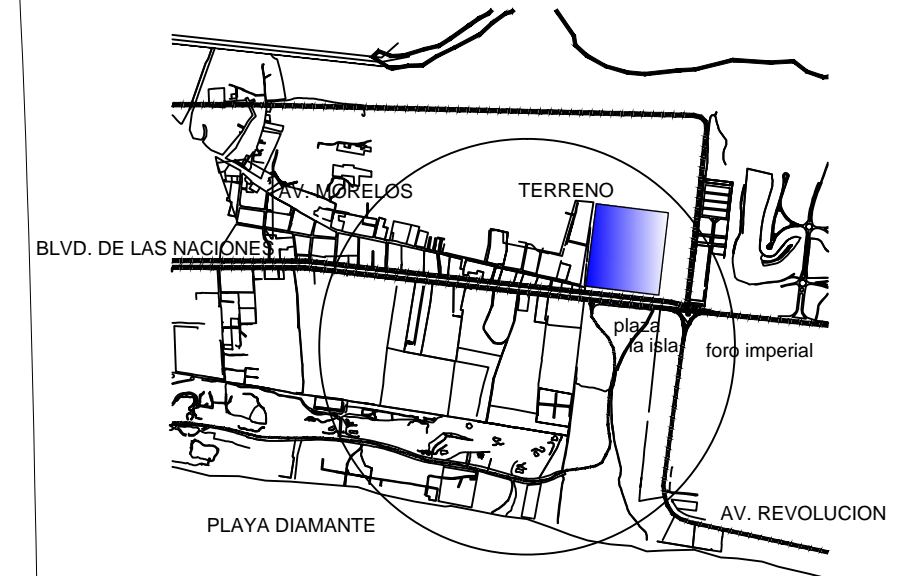 AV. MORELOS
TERRENO
BLVD. DE LAS NACIONES
plaza
la isla
foro imperial
AV. REVOLUCION
PLAYA DIAMANTE